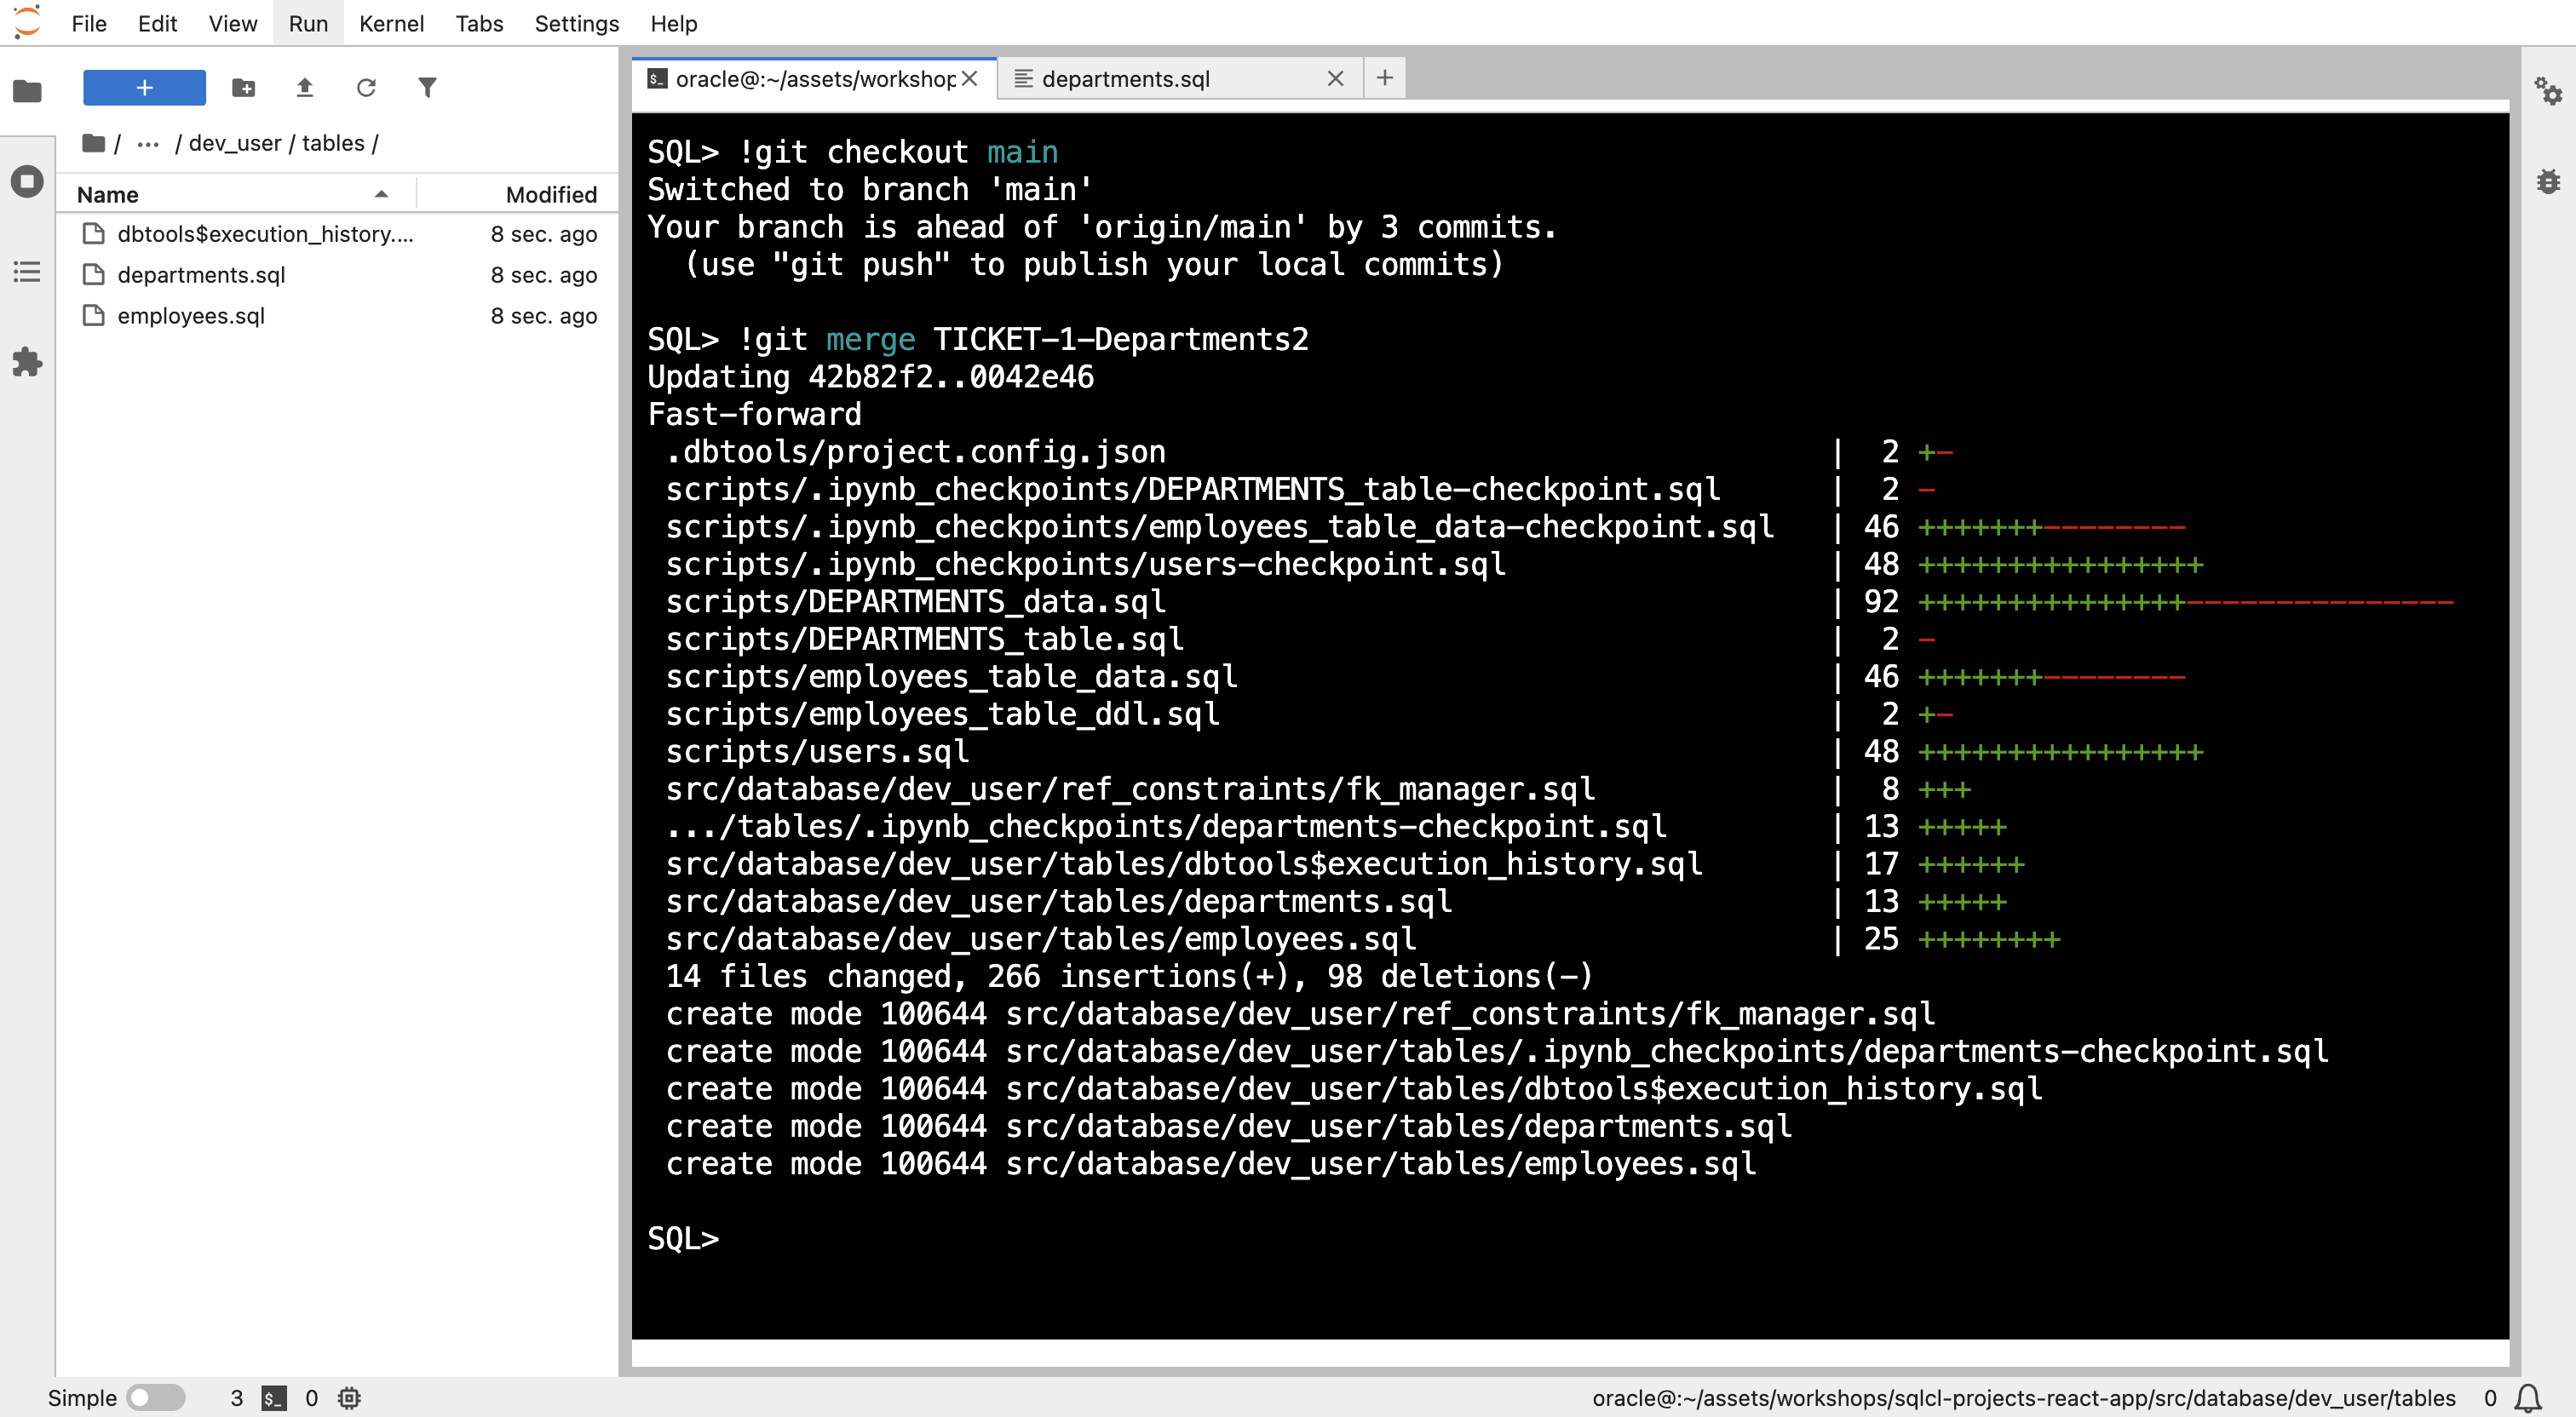 File Edit View Run Kernel Tabs Settings Help
+
/ ... / dev_user / tables /
Name Modified
dbtools$execution_history.... 8 sec. ago
departments.sql 8 sec. ago
employees.sql 8 sec. ago
$_ oracle@:~/assets/workshop × departments.sql × +
SQL> !git checkout main
Switched to branch 'main'
Your branch is ahead of 'origin/main' by 3 commits.
  (use "git push" to publish your local commits)
SQL> !git merge TICKET-1-Departments2
Updating 42b82f2..0042e46
Fast-forward
 .dbtools/project.config.json | 2 +-
 scripts/.ipynb_checkpoints/DEPARTMENTS_table-checkpoint.sql | 2 -
 scripts/.ipynb_checkpoints/employees_table_data-checkpoint.sql | 46 +++++++--------
 scripts/.ipynb_checkpoints/users-checkpoint.sql | 48 ++++++++++++++++
 scripts/DEPARTMENTS_data.sql | 92 +++++++++++++++---------------
 scripts/DEPARTMENTS_table.sql | 2 -
 scripts/employees_table_data.sql | 46 +++++++--------
 scripts/employees_table_ddl.sql | 2 +-
 scripts/users.sql | 48 ++++++++++++++++
 src/database/dev_user/ref_constraints/fk_manager.sql | 8 +++
 .../tables/.ipynb_checkpoints/departments-checkpoint.sql | 13 +++++
 src/database/dev_user/tables/dbtools$execution_history.sql | 17 ++++++
 src/database/dev_user/tables/departments.sql | 13 +++++
 src/database/dev_user/tables/employees.sql | 25 ++++++++
 14 files changed, 266 insertions(+), 98 deletions(-)
 create mode 100644 src/database/dev_user/ref_constraints/fk_manager.sql
 create mode 100644 src/database/dev_user/tables/.ipynb_checkpoints/departments-checkpoint.sql
 create mode 100644 src/database/dev_user/tables/dbtools$execution_history.sql
 create mode 100644 src/database/dev_user/tables/departments.sql
 create mode 100644 src/database/dev_user/tables/employees.sql
SQL>
Simple 3 $_ 0 oracle@:~/assets/workshops/sqlcl-projects-react-app/src/database/dev_user/tables 0